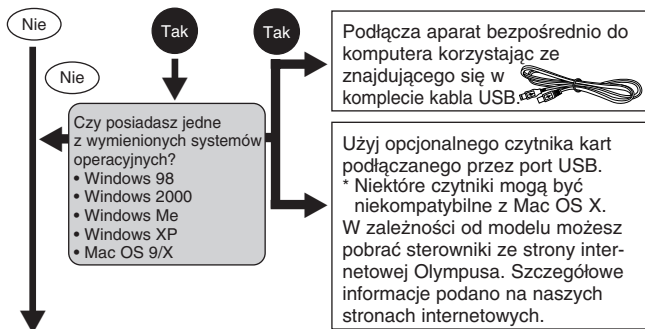 Nie
Tak
Tak
Nie
Czy posiadasz jedne
z wymienionych systemów
operacyjnych?
• Windows 98
• Windows 2000
• Windows Me
• Windows XP
• Mac OS 9/X
Podłącza aparat bezpośrednio do
komputera korzystając ze
znajdującego się w
komplecie kabla USB.
Użyj opcjonalnego czytnika kart
podłączanego przez port USB.
* Niektóre czytniki mogą być
niekompatybilne z Mac OS X.
W zależności od modelu możesz
pobrać sterowniki ze strony inter-
netowej Olympusa. Szczegółowe
informacje podano na naszych
stronach internetowych.